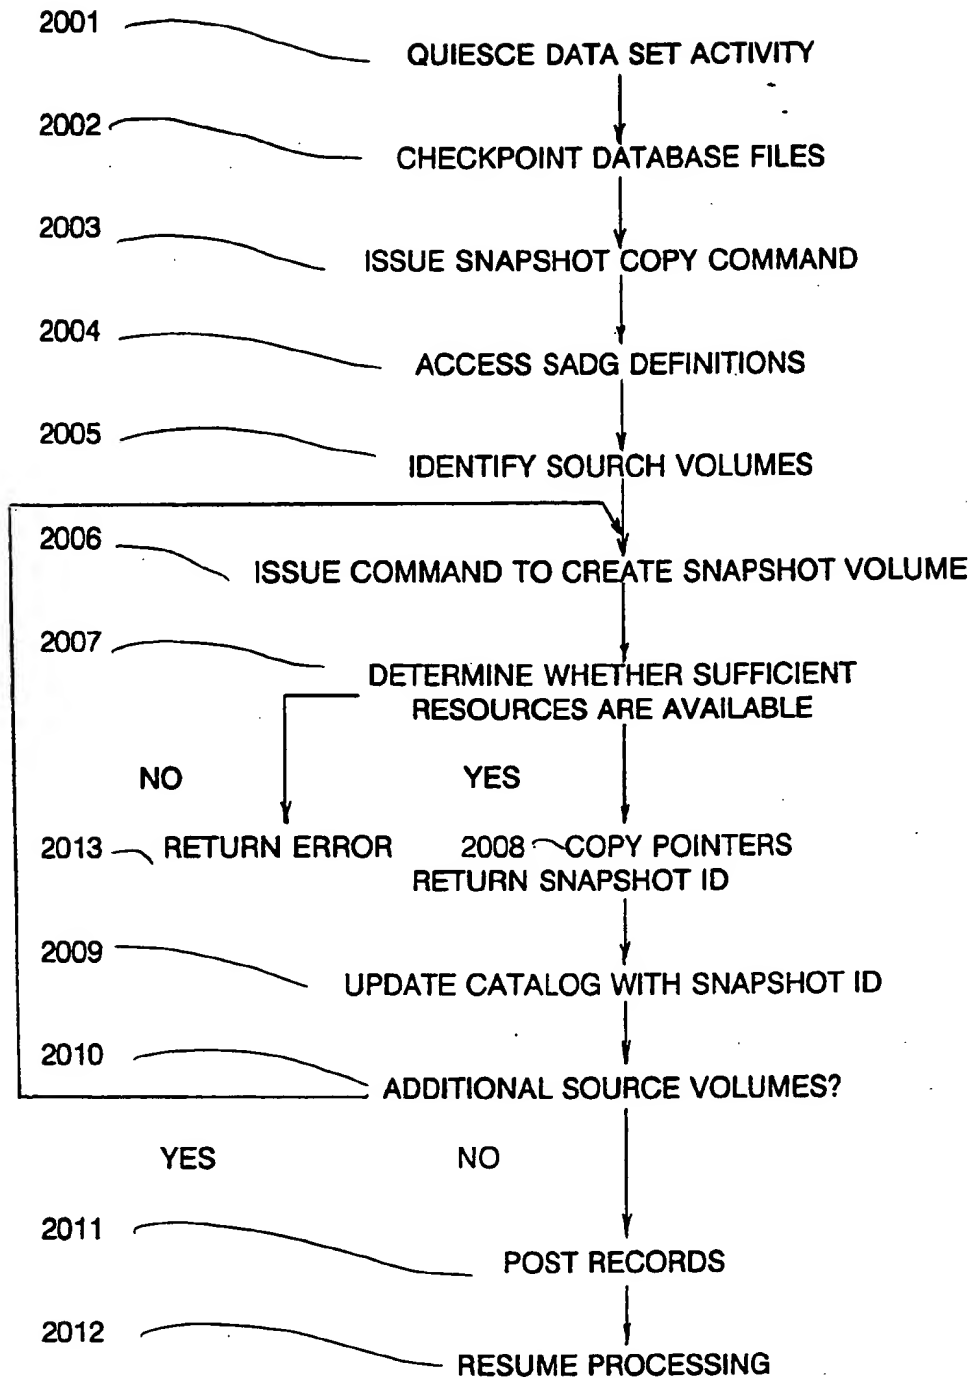 2001
QUIESCE DATA SET ACTIVITY
2002
CHECKPOINT DATABASE FILES
2003
ISSUE SNAPSHOT COPY COMMAND
2004
ACCESS SADG DEFINITIONS
2005
IDENTIFY SOURCH VOLUMES
2006
ISSUE COMMAND TO CREATE SNAPSHOT VOLUME
2007
DETERMINE WHETHER SUFFICIENT
RESOURCES ARE AVAILABLE
NO YES
2013 RETURN ERROR 2008 COPY POINTERS
RETURN SNAPSHOT ID
2009
UPDATE CATALOG WITH SNAPSHOT ID
2010
ADDITIONAL SOURCE VOLUMES?
YES NO
2011
POST RECORDS
2012
RESUME PROCESSING